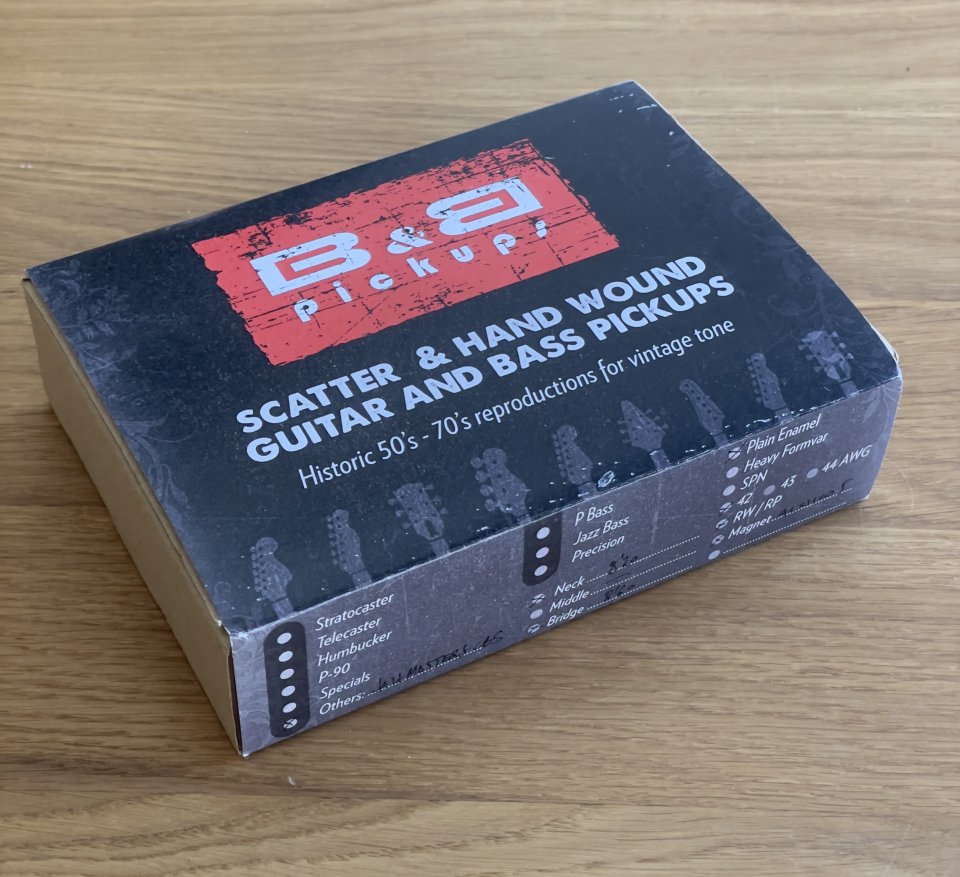 B & B
pickups
SCATTER & HAND WOUND
GUITAR AND BASS PICKUPS
Historic 50's - 70's reproductions for vintage tone
Stratocaster
Telecaster
Humbucker
P-90
Specials
Others:
P Bass
Jazz Bass
Precision
Neck
Middle
Bridge
Plain Enamel
Heavy Formvar
SPN
42 43 44 AWG
RW / RP
Magnet